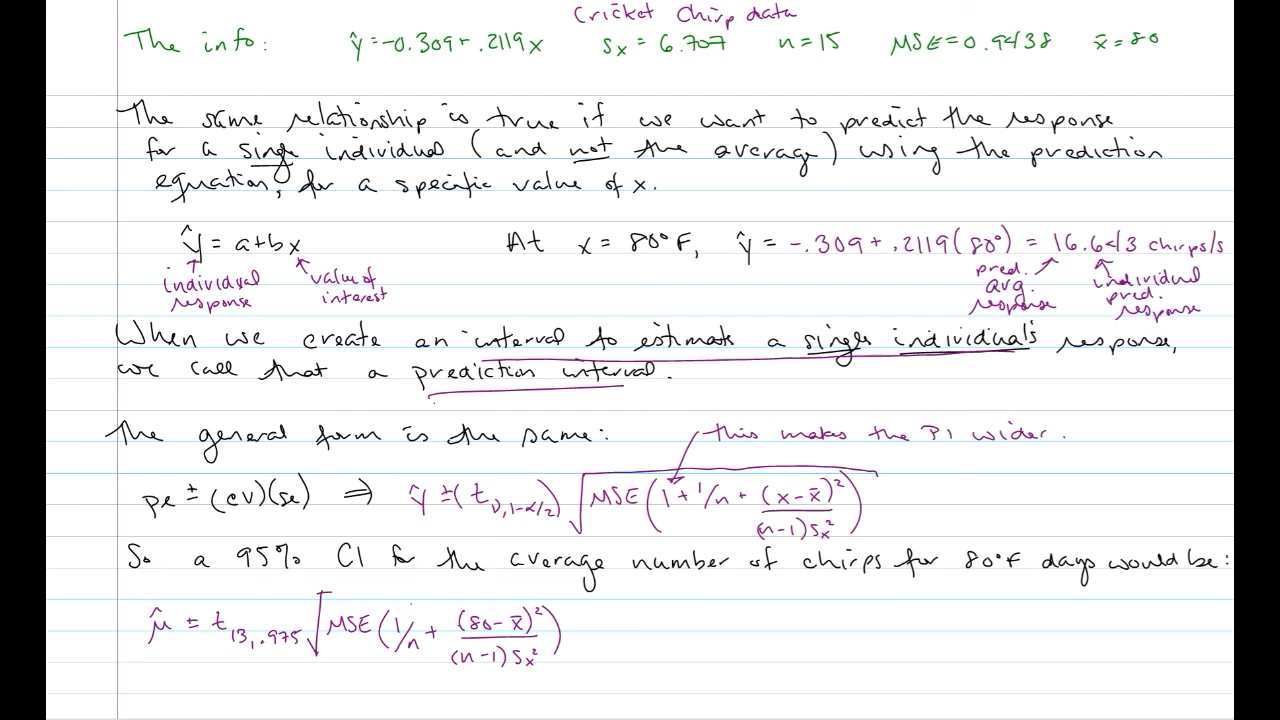 Cricket Chirp data
The info: ŷ = -0.309 + .2119x  Sx = 6.707  n = 15  MSE = 0.9438  x̄ = 80
The same relationship is true if we want to predict the response
for a single individual (and not the average) using the prediction
equation, for a specific value of x.
Ŷ = a + bx  At x = 80°F, ŷ = -.309 + .2119(80°) = 16.643 chirps/s
individual response
value of interest
pred. avg. response
individual pred. response
When we create an interval to estimate a single individual's response,
we call that a prediction interval.
The general form is the same: this makes the PI wider.
pe ± (cv)(se) ⇒ ŷ ± (t ν,1-α/2) √MSE(1 + 1/n + (x-x̄)²/(n-1)Sx²)
So a 95% CI for the average number of chirps for 80°F days would be:
μ̂ ± t 13,.975 √MSE(1/n + (80-x̄)²/(n-1)Sx²)